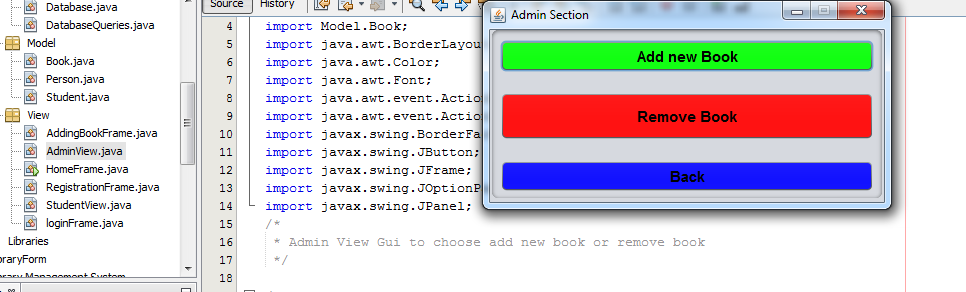 Database.java
DatabaseQueries.java
Model
Book.java
Person.java
Student.java
View
AddingBookFrame.java
AdminView.java
HomeFrame.java
RegistrationFrame.java
StudentView.java
loginFrame.java
Libraries
raryForm
Library Management System
Source History
4 import Model.Book;
5 import java.awt.BorderLayou
6 import java.awt.Color;
7 import java.awt.Font;
8 import java.awt.event.Action
9 import java.awt.event.Action
10 import javax.swing.BorderFa
11 import javax.swing.JButton;
12 import javax.swing.JFrame;
13 import javax.swing.JOptionP
14 import javax.swing.JPanel;
15 /*
16 * Admin View Gui to choose add new book or remove book
17 */
18
Admin Section
Add new Book
Remove Book
Back